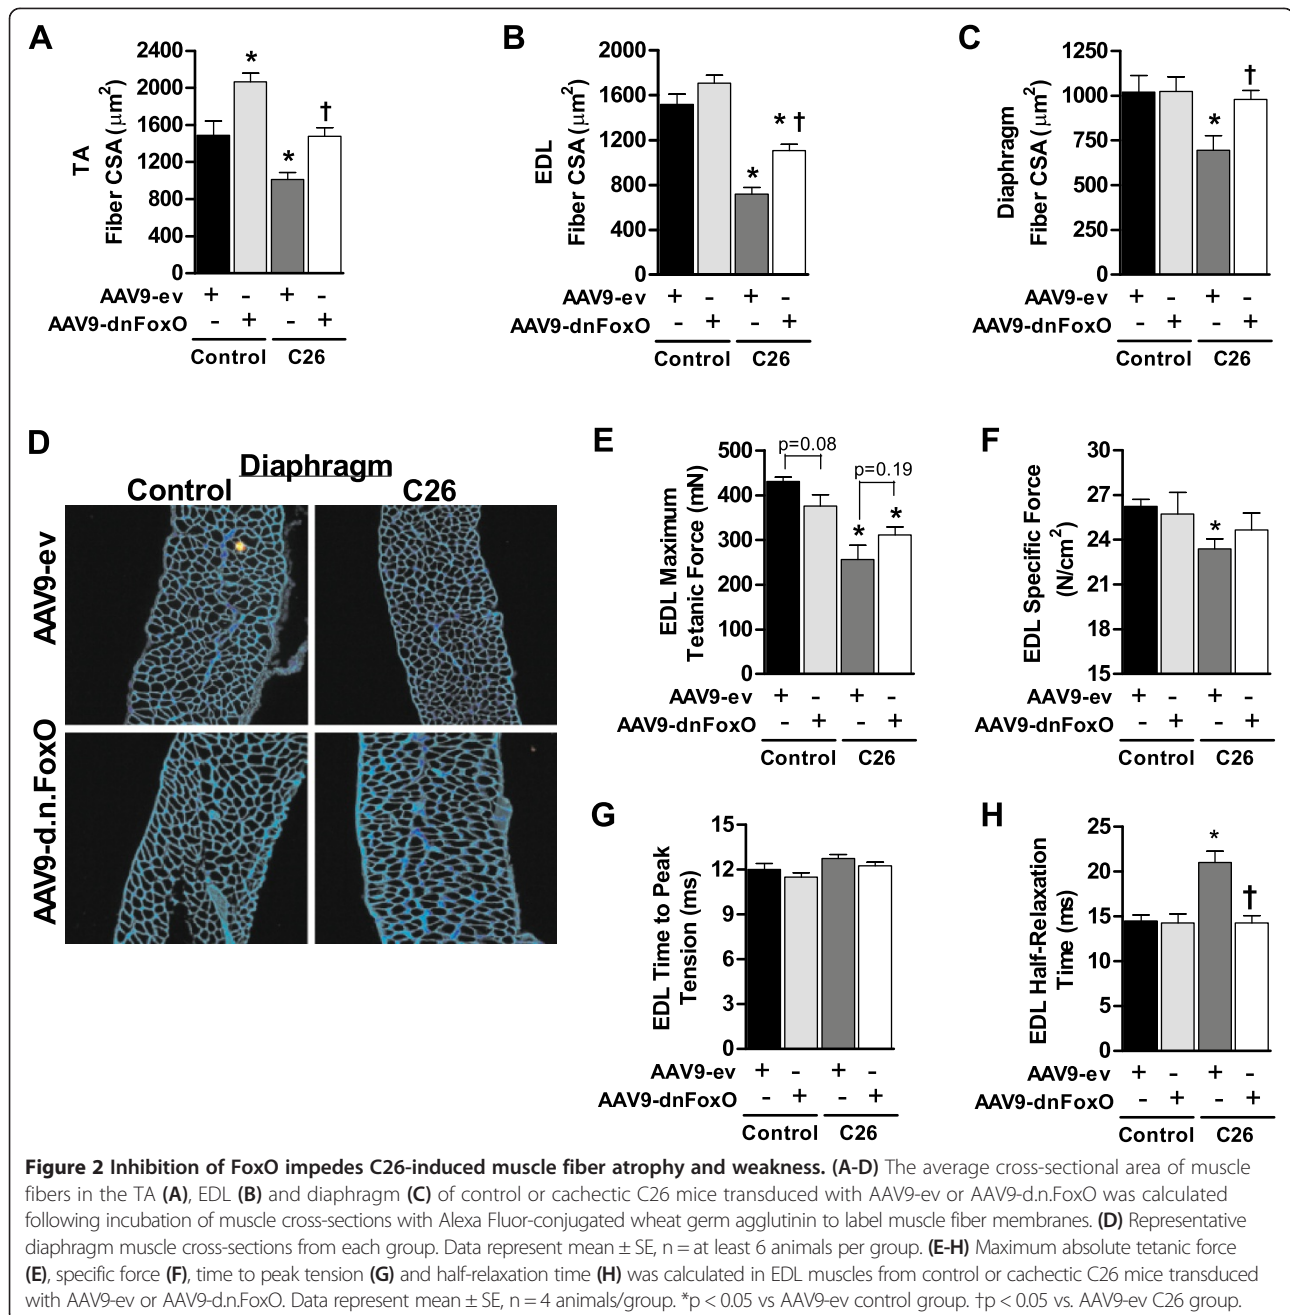 A
TA
Fiber CSA (μm²)
2400
2000
1600
1200
800
400
0
*
*
†
AAV9-ev + - + -
AAV9-dnFoxO - + - +
Control C26
B
EDL
Fiber CSA (μm²)
2000
1600
1200
800
400
0
*
* †
AAV9-ev + - + -
AAV9-dnFoxO - + - +
Control C26
C
Diaphragm
Fiber CSA (μm²)
1250
1000
750
500
250
0
*
†
AAV9-ev + - + -
AAV9-dnFoxO - + - +
Control C26
D
Diaphragm
Control C26
AAV9-ev
AAV9-d.n.FoxO
E
EDL Maximum
Tetanic Force (mN)
500
400
300
200
100
0
p=0.08
p=0.19
*
*
AAV9-ev + - + -
AAV9-dnFoxO - + - +
Control C26
F
EDL Specific Force
(N/cm²)
30
27
24
21
18
15
*
AAV9-ev + - + -
AAV9-dnFoxO - + - +
Control C26
G
EDL Time to Peak
Tension (ms)
15
12
9
6
3
0
AAV9-ev + - + -
AAV9-dnFoxO - + - +
Control C26
H
EDL Half-Relaxation
Time (ms)
25
20
15
10
5
0
*
†
AAV9-ev + - + -
AAV9-dnFoxO - + - +
Control C26
Figure 2 Inhibition of FoxO impedes C26-induced muscle fiber atrophy and weakness. (A-D) The average cross-sectional area of muscle
fibers in the TA (A), EDL (B) and diaphragm (C) of control or cachectic C26 mice transduced with AAV9-ev or AAV9-d.n.FoxO was calculated
following incubation of muscle cross-sections with Alexa Fluor-conjugated wheat germ agglutinin to label muscle fiber membranes. (D) Representative
diaphragm muscle cross-sections from each group. Data represent mean ± SE, n = at least 6 animals per group. (E-H) Maximum absolute tetanic force
(E), specific force (F), time to peak tension (G) and half-relaxation time (H) was calculated in EDL muscles from control or cachectic C26 mice transduced
with AAV9-ev or AAV9-d.n.FoxO. Data represent mean ± SE, n = 4 animals/group. *p < 0.05 vs AAV9-ev control group. †p < 0.05 vs. AAV9-ev C26 group.